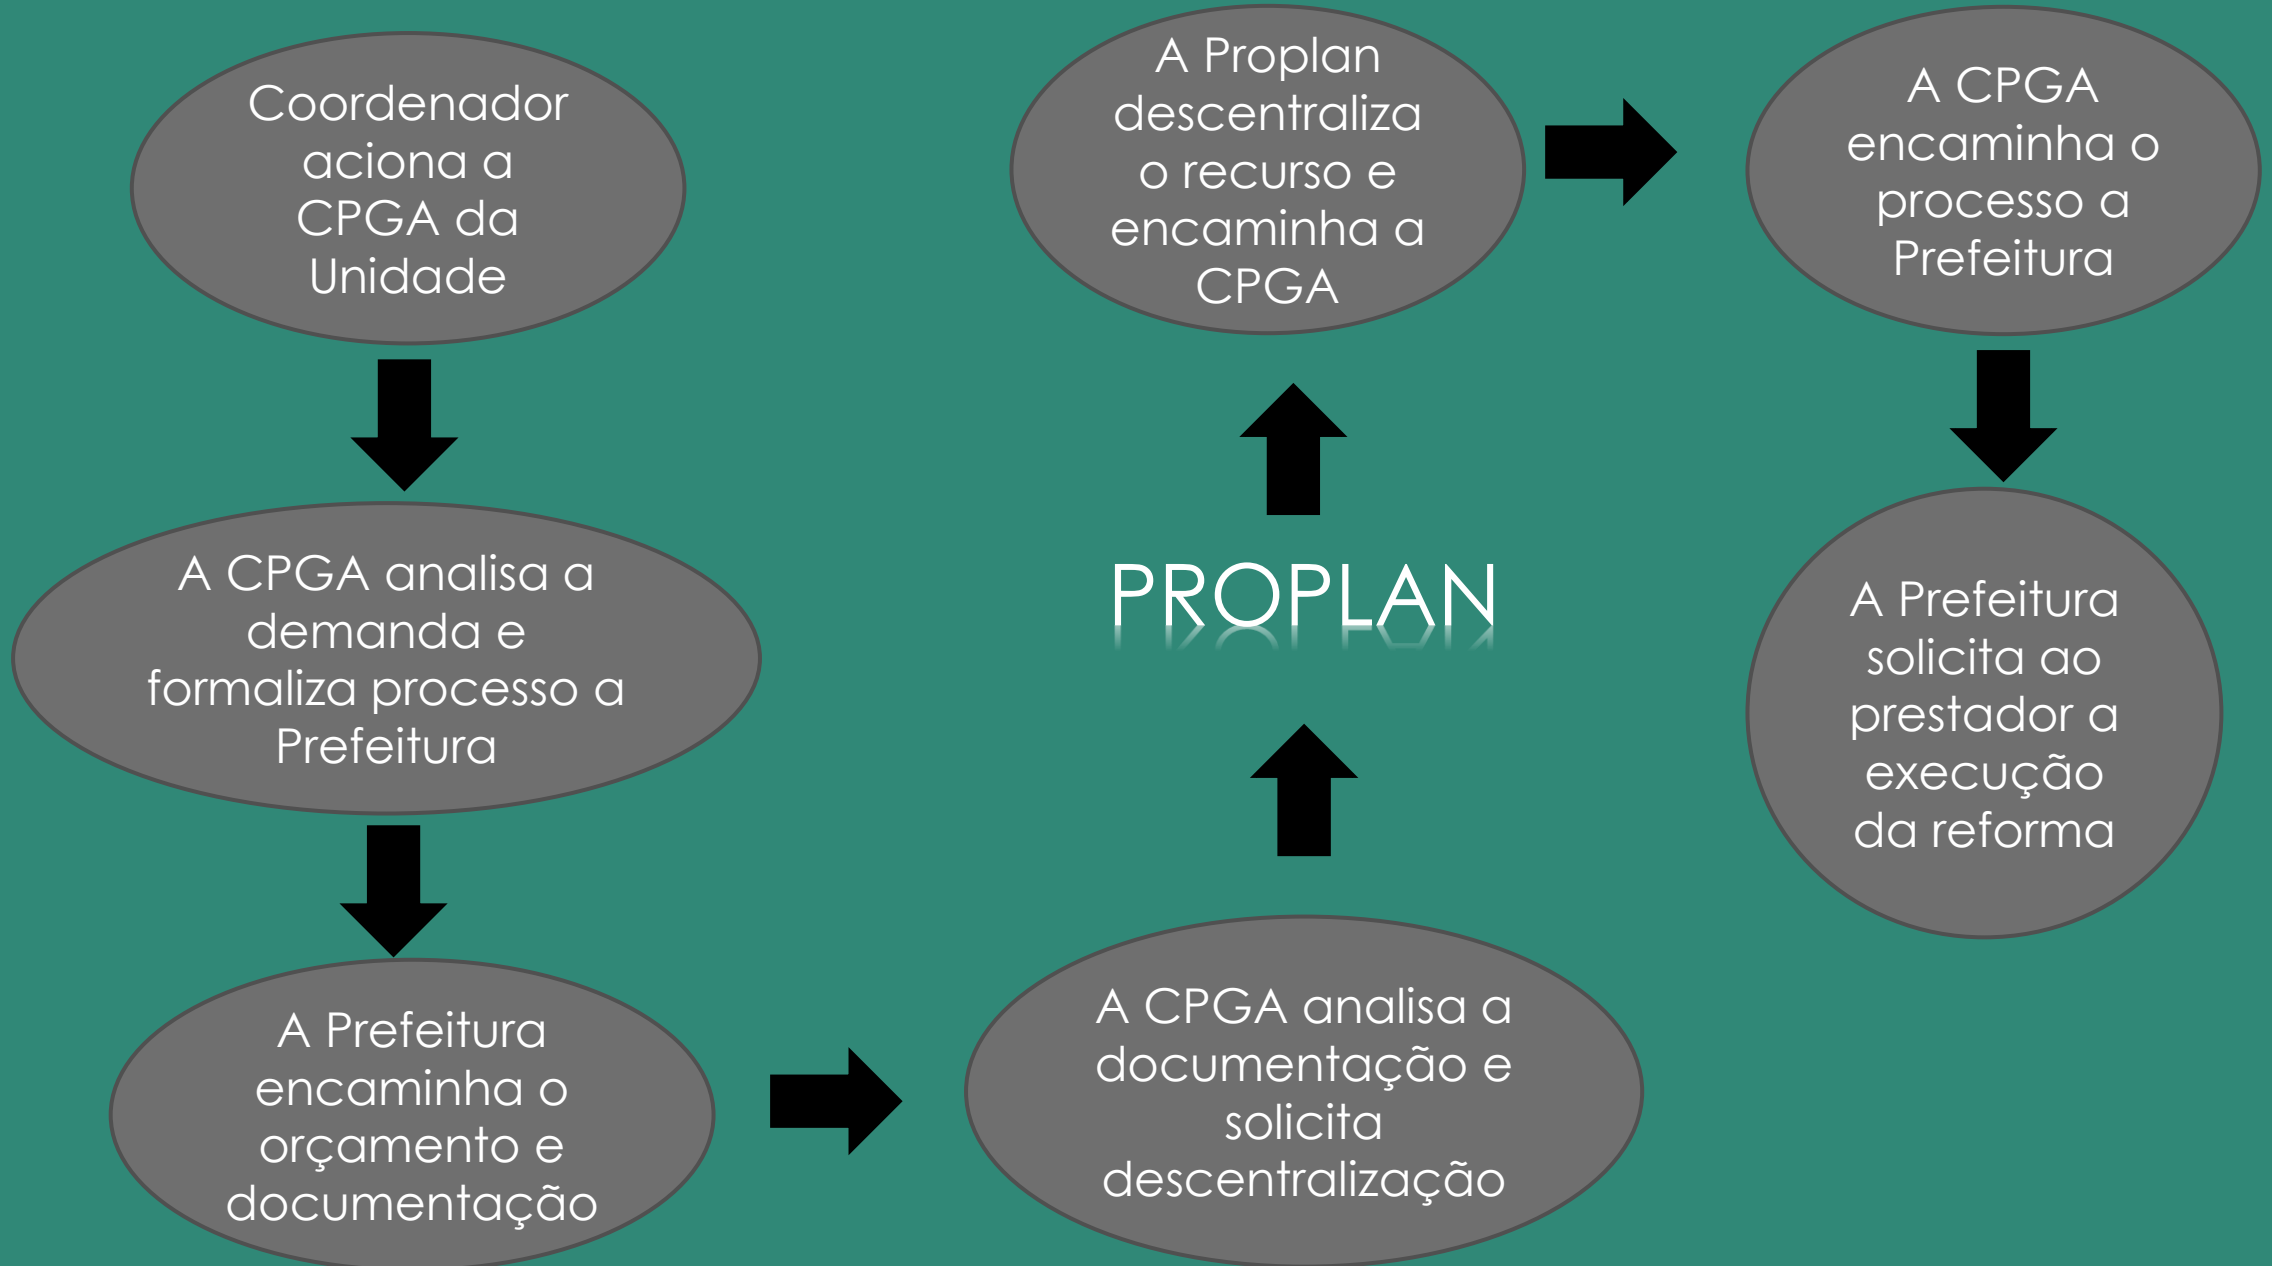 Coordenador
aciona a
CPGA da
Unidade
A CPGA analisa a
demanda e
formaliza processo a
Prefeitura
A Prefeitura
encaminha o
orçamento e
documentação
A CPGA analisa a
documentação e
solicita
descentralização
PROPLAN
A Proplan
descentraliza
o recurso e
encaminha a
CPGA
A CPGA
encaminha o
processo a
Prefeitura
A Prefeitura
solicita ao
prestador a
execução
da reforma